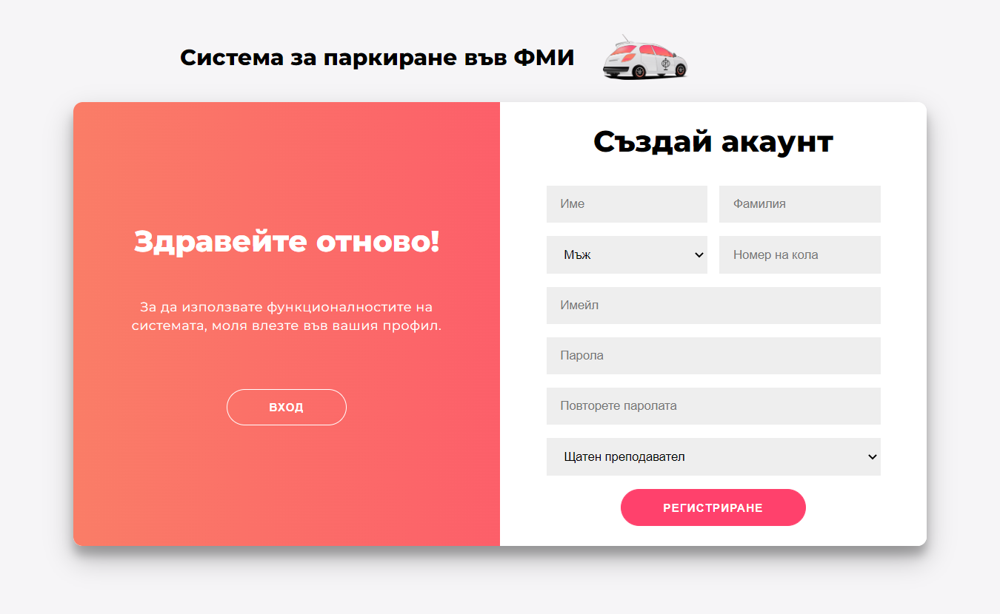 Система за паркиране във ФМИ
Здравейте отново!
За да използвате функционалностите на
системата, моля влезте във вашия профил.
ВХОД
Създай акаунт
Име
Фамилия
Мъж
Номер на кола
Имейл
Парола
Повторете паролата
Щатен преподавател
РЕГИСТРИРАНЕ